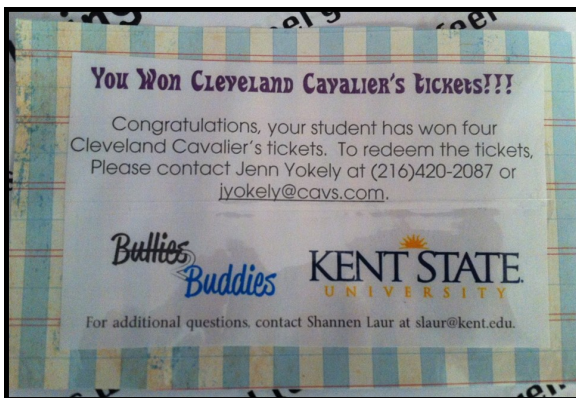 You Won Cleveland Cavalier's tickets!!!
Congratulations, your student has won four
Cleveland Cavalier's tickets. To redeem the tickets,
Please contact Jenn Yokely at (216)420-2087 or
jyokely@cavs.com.
Bullies
2
Buddies
KENT STATE
UNIVERSITY
For additional questions, contact Shannen Laur at slaur@kent.edu.